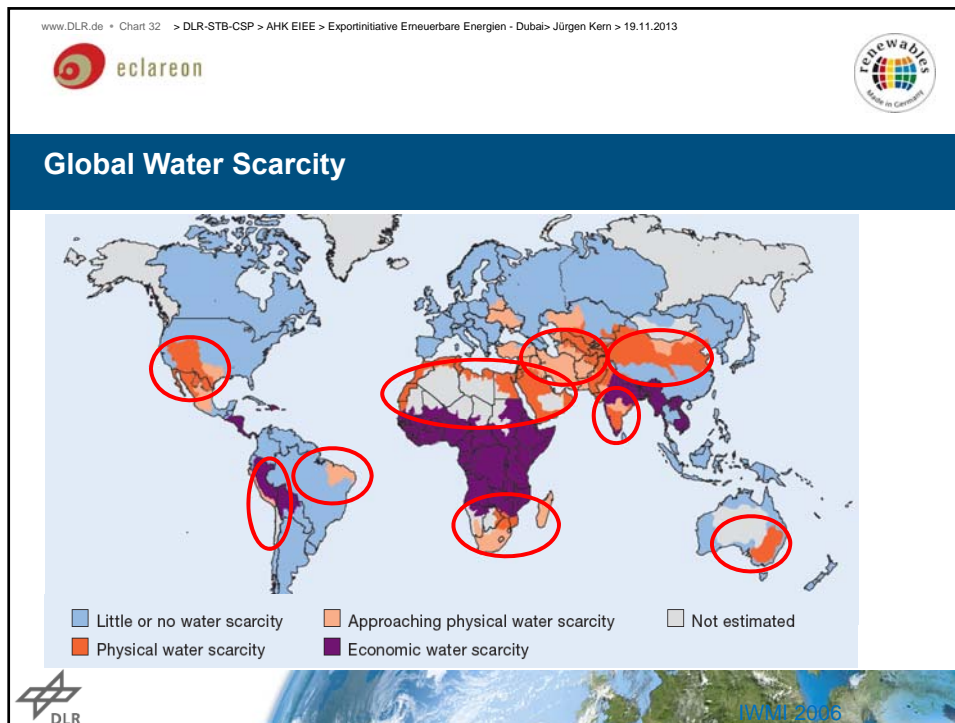 www.DLR.de • Chart 32 > DLR-STB-CSP > AHK EIEE > Exportinitiative Erneuerbare Energien - Dubai> Jürgen Kern > 19.11.2013
eclareon
renewables
Made in Germany
Global Water Scarcity
Little or no water scarcity
Approaching physical water scarcity
Not estimated
Physical water scarcity
Economic water scarcity
DLR
IWMI 2006